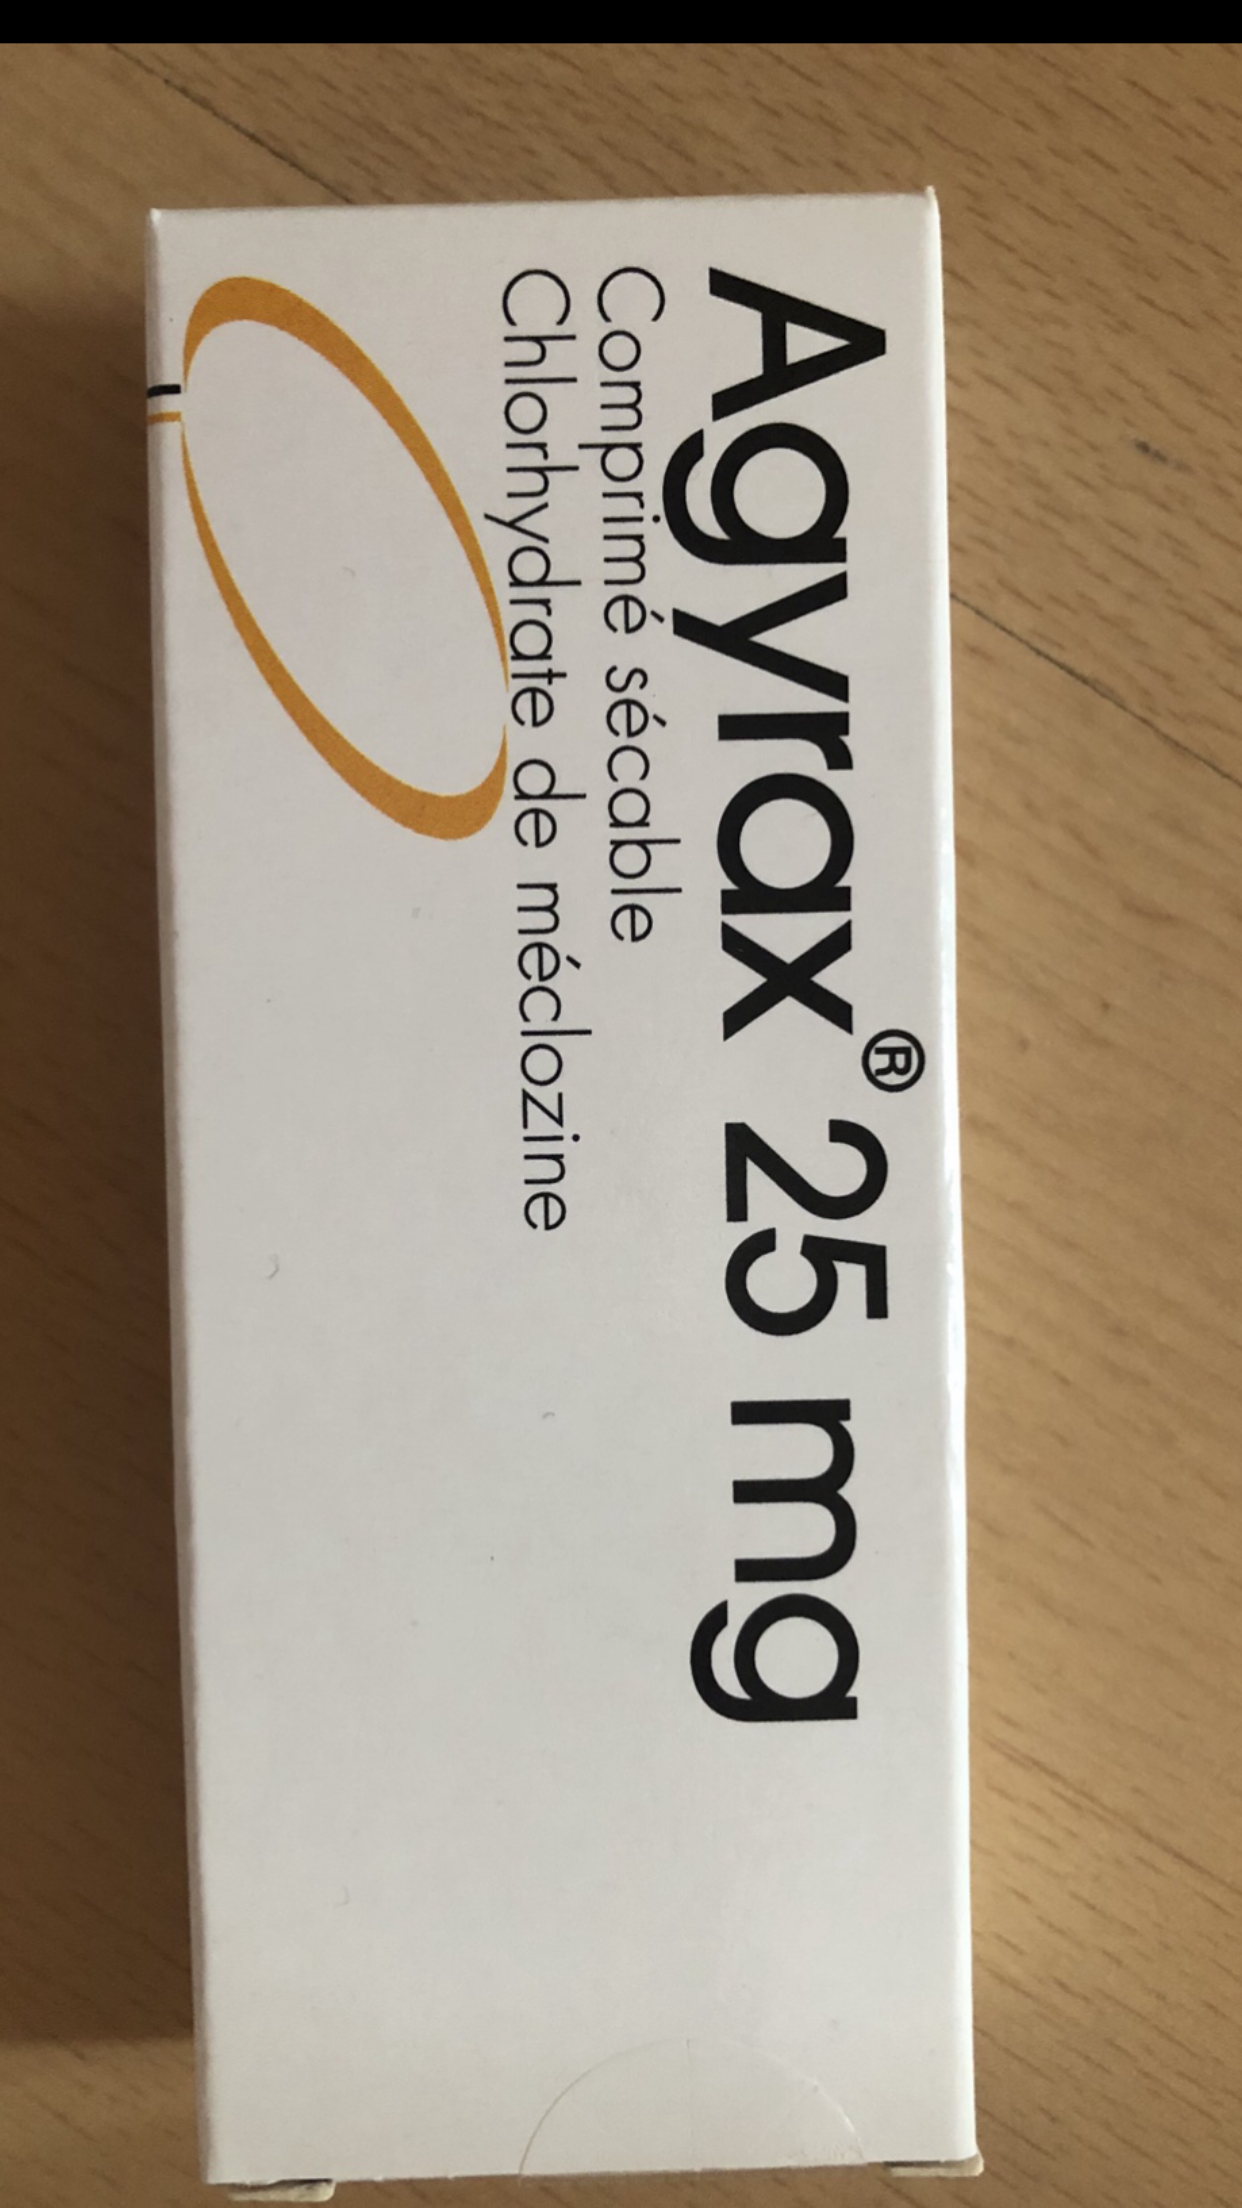 Agyrax® 25 mg
Comprimé sécable
Chlorhydrate de méclozine